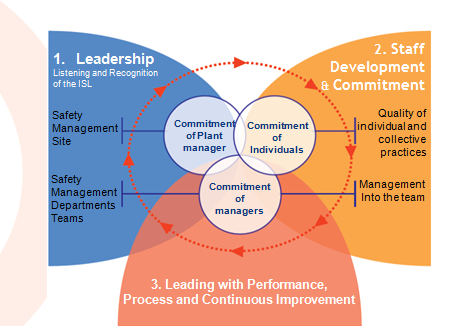 1. Leadership
Listening and Recognition
of the ISL
2. Staff
Development
& Commitment
Safety
Management
Site
Commitment
of Plant
manager
Commitment
of
Individuals
Quality of
individual and
collective
practices
Safety
Management
Departments
Teams
Commitment
of
managers
Management
Into the team
3. Leading with Performance,
Process and Continuous Improvement